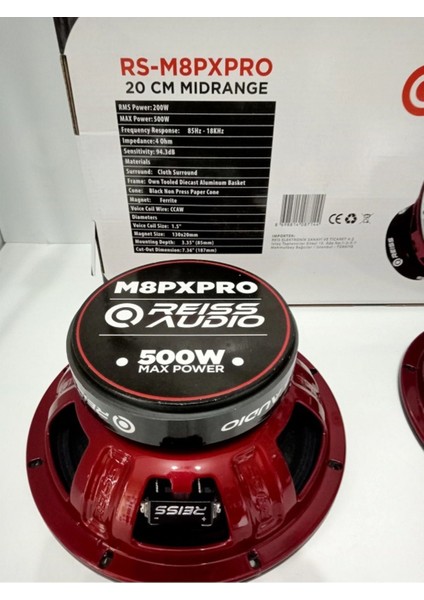 RS-M8PXPRO
20 CM MIDRANGE
RMS Power: 200W
MAX Power: 500W
Frequency Response: 85Hz - 18KHz
Impedance: 4 Ohm
Sensitivity: 94.3dB
Materials
Surround: Cloth Surround
Frame: Own Tooled Diecast Aluminum Basket
Cone: Black Non Press Paper Cone
Magnet: Ferrite
Voice Coil Wire: CCAW
Diameters
Voice Coil Size: 1.5"
Magnet Size: 130x20mm
Mounting Depth: 3.35" (85mm)
Cut-Out Dimension: 7.36" (187mm)
CE
REISS
M8PXPRO
REISS
AUDIO
• 500W •
MAX POWER
AUDIO
REISS